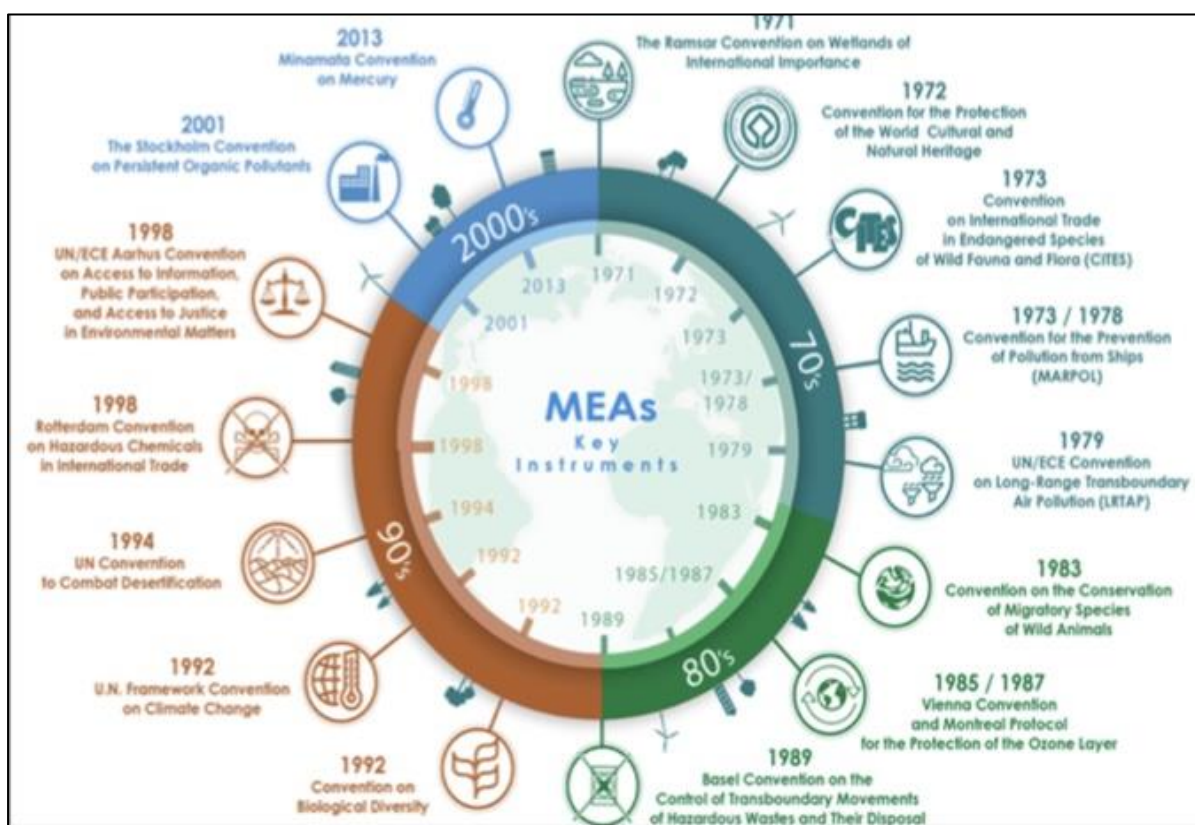 1971
The Ramsar Convention on Wetlands of
International Importance
1972
Convention for the Protection
of the World Cultural and
Natural Heritage
1973
Convention
on International Trade
in Endangered Species
of Wild Fauna and Flora (CITES)
CITES
1973 / 1978
Convention for the Prevention
of Pollution from Ships
(MARPOL)
1979
UN/ECE Convention
on Long-Range Transboundary
Air Pollution (LRTAP)
1983
Convention on the Conservation
of Migratory Species
of Wild Animals
1985 / 1987
Vienna Convention
and Montreal Protocol
for the Protection of the Ozone Layer
1989
Basel Convention on the
Control of Transboundary Movements
of Hazardous Wastes and Their Disposal
1992
Convention on
Biological Diversity
1992
U.N. Framework Convention
on Climate Change
1994
UN Convention
to Combat Desertification
1998
Rotterdam Convention
on Hazardous Chemicals
in International Trade
1998
UN/ECE Aarhus Convention
on Access to Information,
Public Participation,
and Access to Justice
in Environmental Matters
2001
The Stockholm Convention
on Persistent Organic Pollutants
2013
Minamata Convention
on Mercury
70's
80's
90's
2000's
1971
1972
1973
1973/
1978
1979
1983
1985/1987
1989
1992
1992
1994
1998
1998
2001
2013
MEAs
Key
Instruments